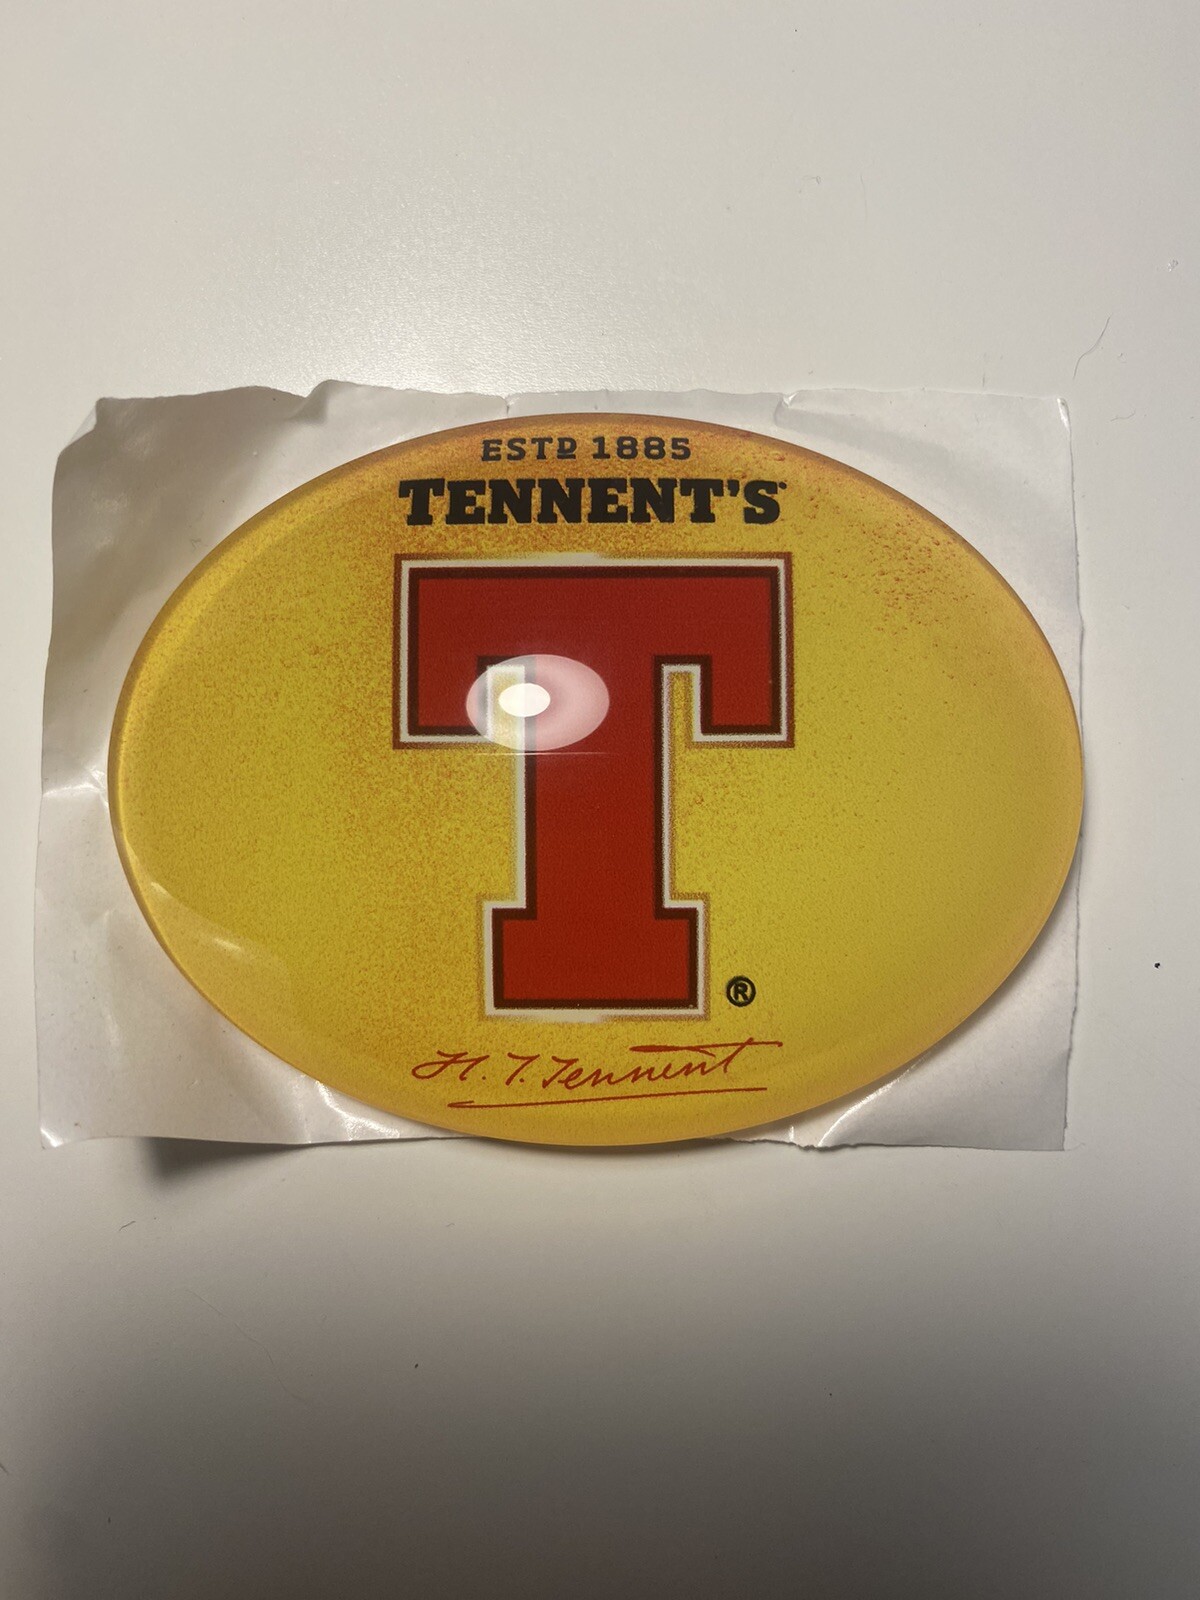 ESTD 1885
TENNENT'S
T
®
H. T. Tennent